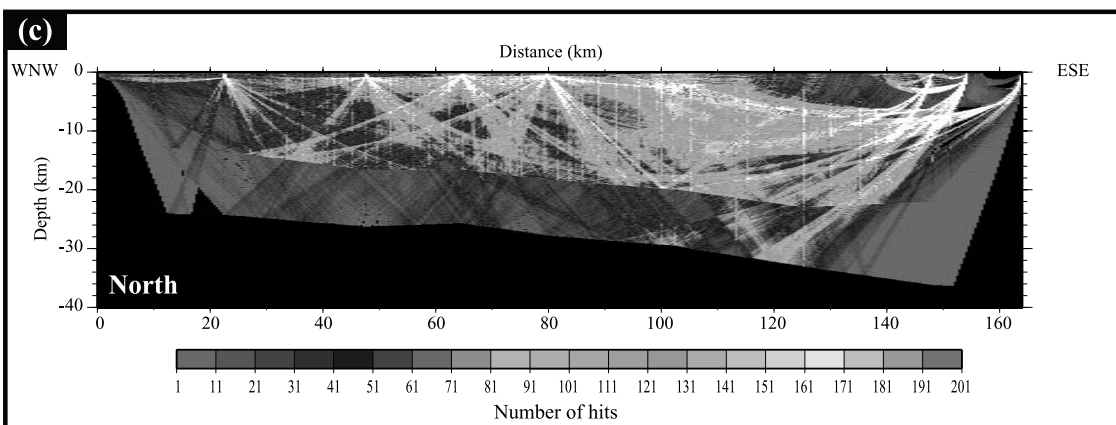 (c)
Distance (km)
WNW
ESE
0
-10
-20
-30
-40
Depth (km)
North
0 20 40 60 80 100 120 140 160
1 11 21 31 41 51 61 71 81 91 101 111 121 131 141 151 161 171 181 191 201
Number of hits